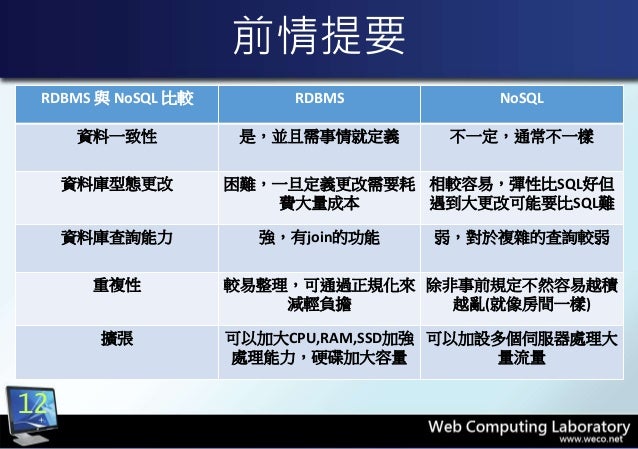 前情提要
RDBMS 與 NoSQL 比較
RDBMS
NoSQL
資料一致性
是，並且需事情就定義
不一定，通常不一樣
資料庫型態更改
困難，一旦定義更改需要耗
費大量成本
相較容易，彈性比SQL好但
遇到大更改可能要比SQL難
資料庫查詢能力
強，有join的功能
弱，對於複雜的查詢較弱
重複性
較易整理，可通過正規化來
減輕負擔
除非事前規定不然容易越積
越亂(就像房間一樣)
擴張
可以加大CPU,RAM,SSD加強
處理能力，硬碟加大容量
可以加設多個伺服器處理大
量流量
12
Web Computing Laboratory
www.weco.net